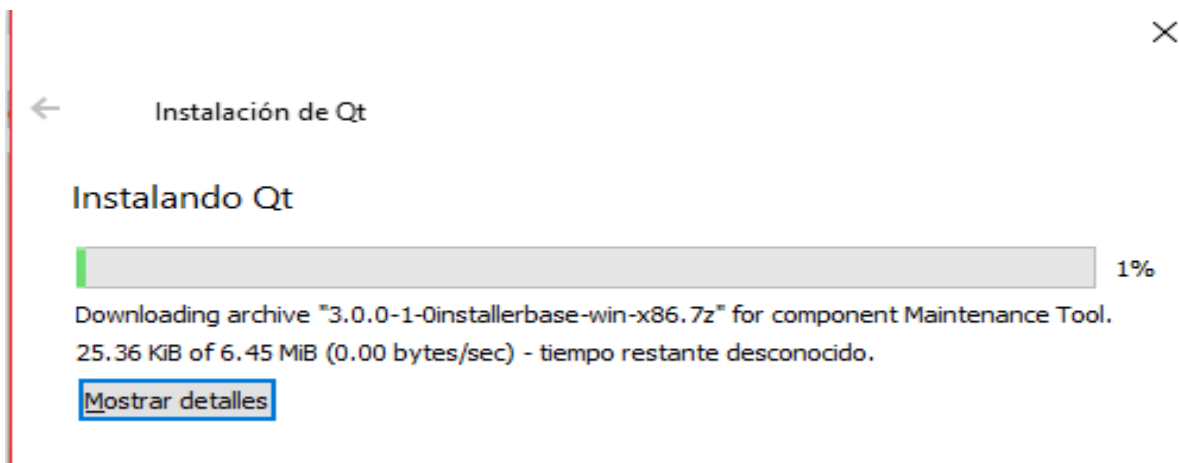 Instalación de Qt
Instalando Qt
1%
Downloading archive "3.0.0-1-0installerbase-win-x86.7z" for component Maintenance Tool.
25.36 KiB of 6.45 MiB (0.00 bytes/sec) - tiempo restante desconocido.
Mostrar detalles